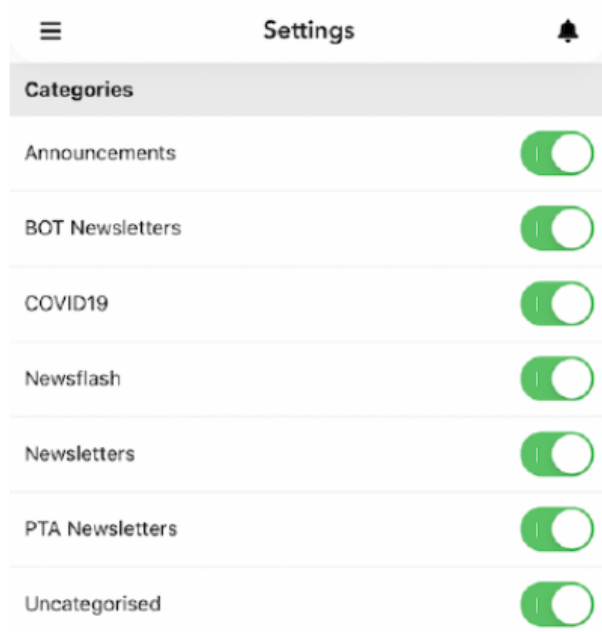 Settings
Categories
Announcements
BOT Newsletters
COVID19
Newsflash
Newsletters
PTA Newsletters
Uncategorised